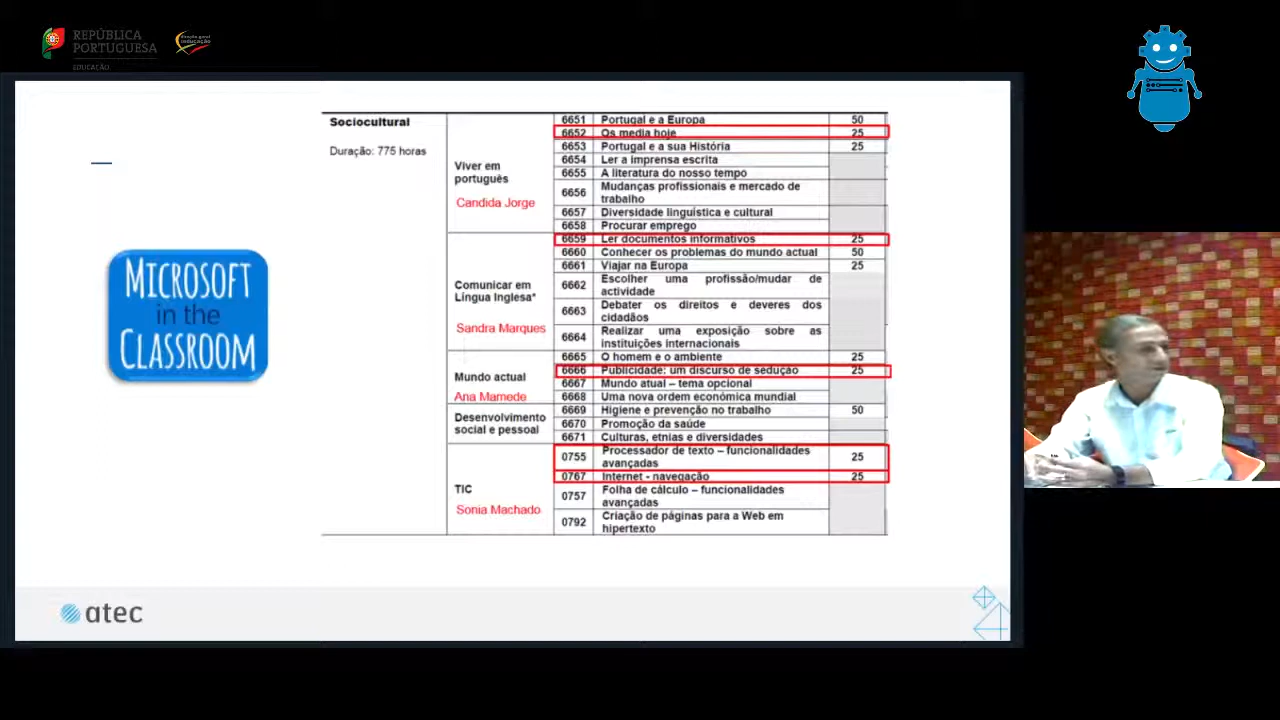 REPÚBLICA
PORTUGUESA
EDUCAÇÃO
direção-geral
educação
Sociocultural
Duração: 775 horas
MICROSOFT
in the
CLASSROOM
Viver em
português
Candida Jorge
6651 Portugal e a Europa 50
6652 Os media hoje 25
6653 Portugal e a sua História 25
6654 Ler a imprensa escrita
6655 A literatura do nosso tempo
6656 Mudanças profissionais e mercado de
trabalho
6657 Diversidade linguística e cultural
6658 Procurar emprego
Comunicar em
Língua Inglesa*
Sandra Marques
6659 Ler documentos informativos 25
6660 Conhecer os problemas do mundo actual 50
6661 Viajar na Europa 25
6662 Escolher uma profissão/mudar de
actividade
6663 Debater os direitos e deveres dos
cidadãos
6664 Realizar uma exposição sobre as
instituições internacionais
Mundo actual
Ana Mamede
6665 O homem e o ambiente 25
6666 Publicidade: um discurso de sedução 25
6667 Mundo atual – tema opcional
6668 Uma nova ordem económica mundial
Desenvolvimento
social e pessoal
6669 Higiene e prevenção no trabalho 50
6670 Promoção da saúde
6671 Culturas, etnias e diversidades
TIC
Sonia Machado
0755 Processador de texto – funcionalidades
avançadas 25
0767 Internet - navegação 25
0757 Folha de cálculo – funcionalidades
avançadas
0792 Criação de páginas para a Web em
hipertexto
atec